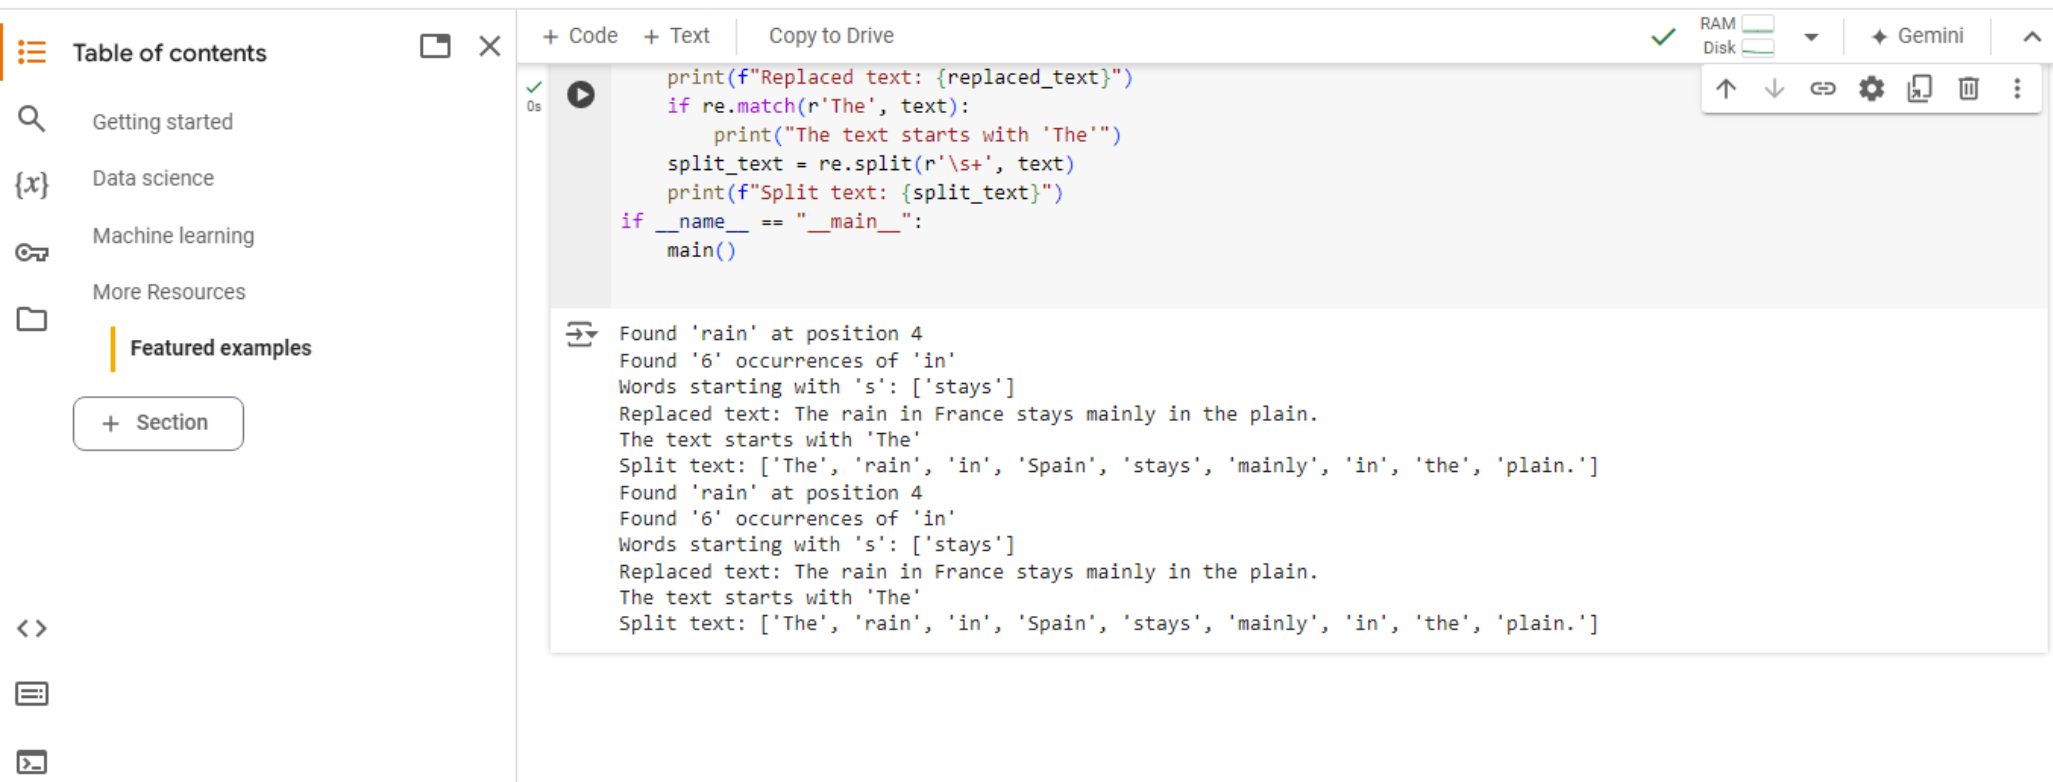 Table of contents
Getting started
Data science
Machine learning
More Resources
Featured examples
+ Section
{x}
+ Code + Text Copy to Drive
RAM
Disk
Gemini
0s
print(f"Replaced text: {replaced_text}")
if re.match(r'The', text):
print("The text starts with 'The'")
split_text = re.split(r'\s+', text)
print(f"Split text: {split_text}")
if __name__ == "__main__":
main()
Found 'rain' at position 4
Found '6' occurrences of 'in'
Words starting with 's': ['stays']
Replaced text: The rain in France stays mainly in the plain.
The text starts with 'The'
Split text: ['The', 'rain', 'in', 'Spain', 'stays', 'mainly', 'in', 'the', 'plain.']
Found 'rain' at position 4
Found '6' occurrences of 'in'
Words starting with 's': ['stays']
Replaced text: The rain in France stays mainly in the plain.
The text starts with 'The'
Split text: ['The', 'rain', 'in', 'Spain', 'stays', 'mainly', 'in', 'the', 'plain.']